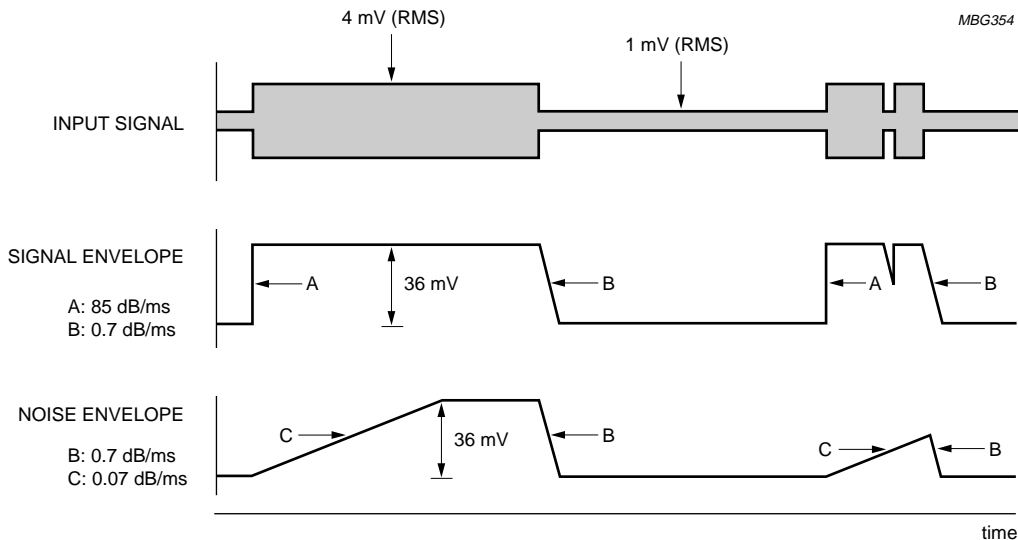 4 mV (RMS)
MBG354
1 mV (RMS)
INPUT SIGNAL
SIGNAL ENVELOPE
A: 85 dB/ms
B: 0.7 dB/ms
A
36 mV
B
A
B
NOISE ENVELOPE
B: 0.7 dB/ms
C: 0.07 dB/ms
C
36 mV
B
C
B
time